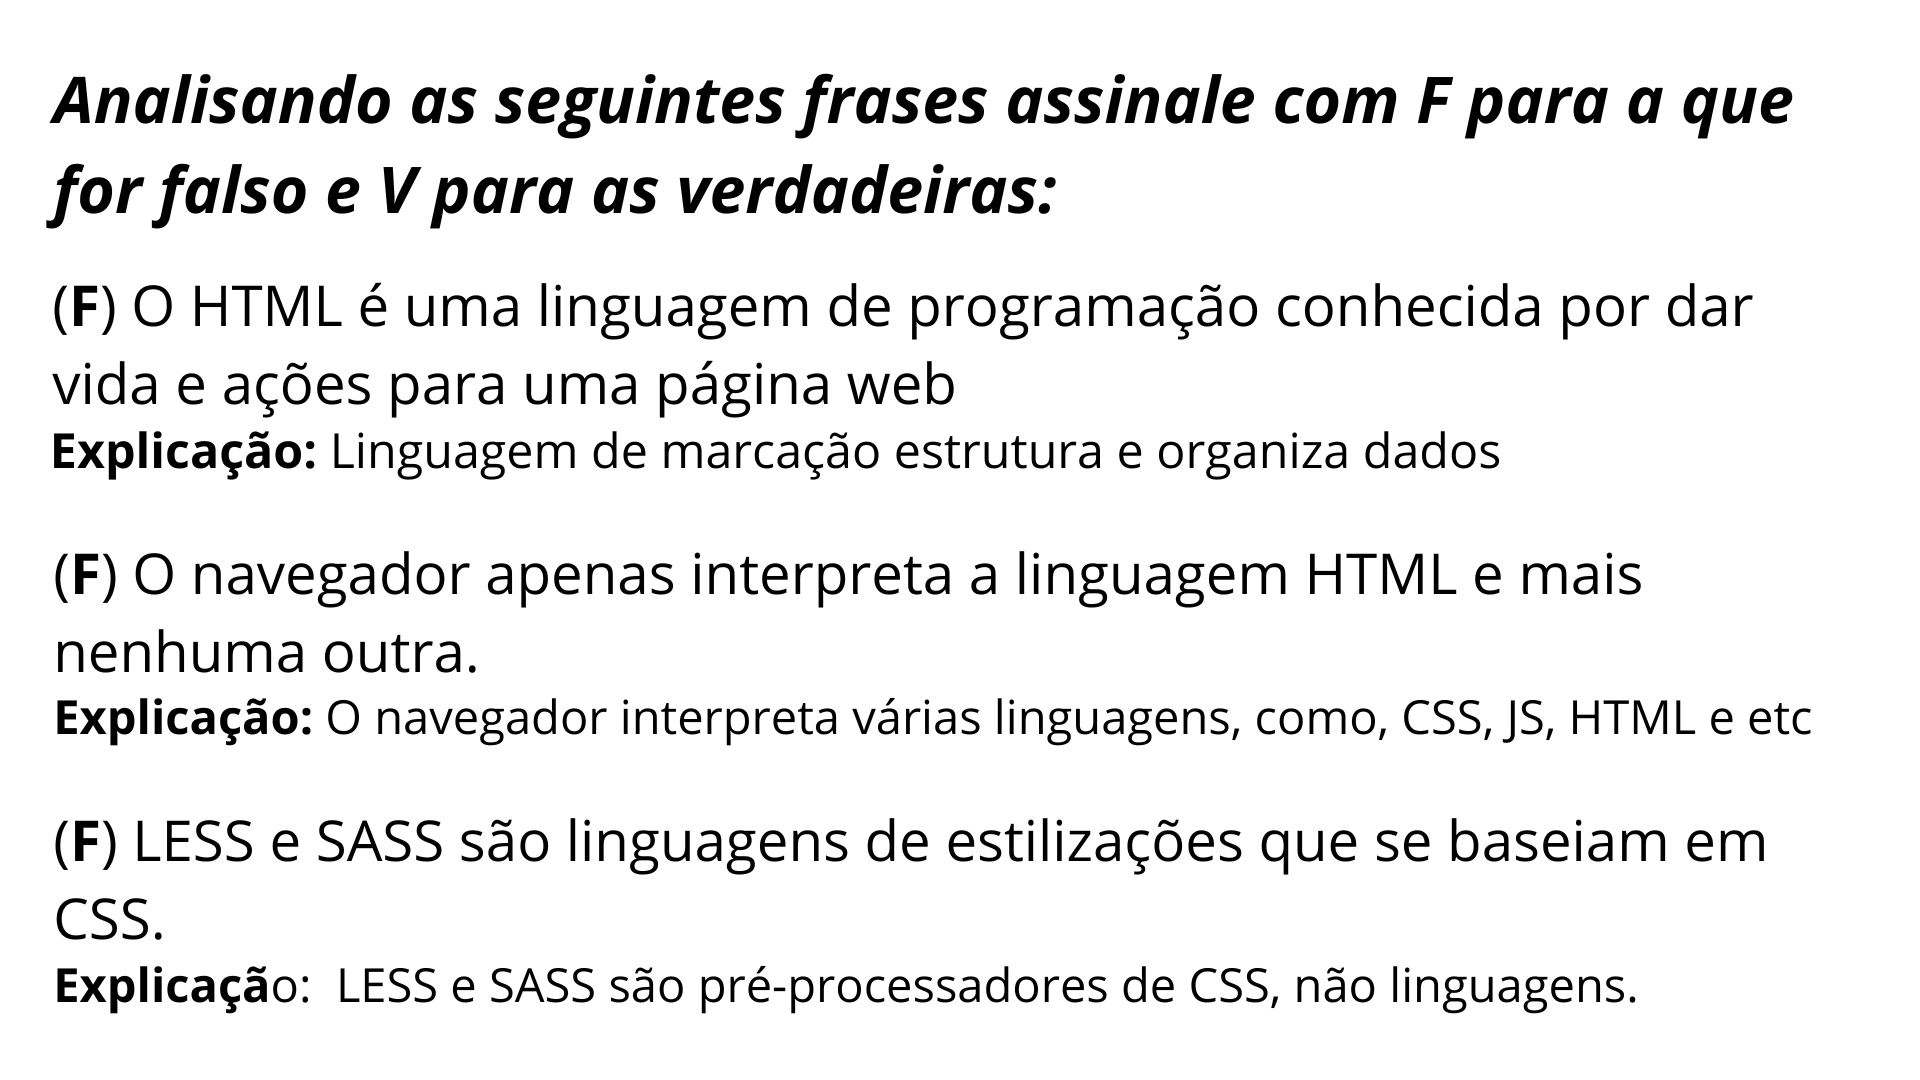 Analisando as seguintes frases assinale com F para a que
for falso e V para as verdadeiras:
(F) O HTML é uma linguagem de programação conhecida por dar
vida e ações para uma página web
Explicação: Linguagem de marcação estrutura e organiza dados
(F) O navegador apenas interpreta a linguagem HTML e mais
nenhuma outra.
Explicação: O navegador interpreta várias linguagens, como, CSS, JS, HTML e etc
(F) LESS e SASS são linguagens de estilizações que se baseiam em
CSS.
Explicação:  LESS e SASS são pré-processadores de CSS, não linguagens.